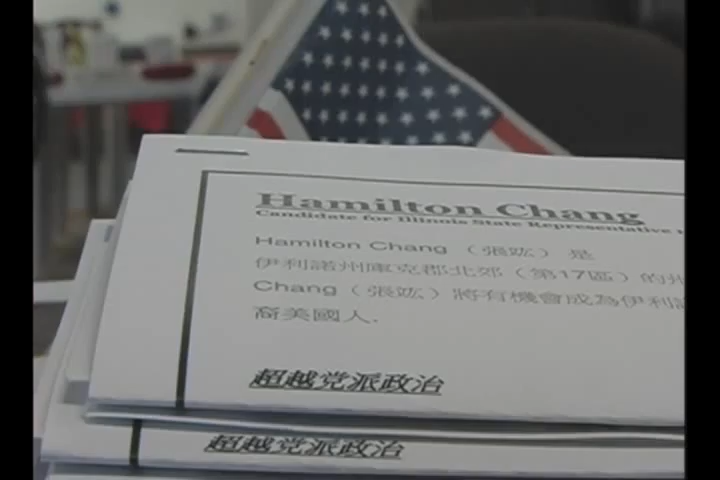 Hamilton Chang
Candidate for Illinois State Representative
Hamilton Chang （張竑）是
伊利諾州庫克郡北郊（第17區）的州
Chang（張竑）將有機會成為伊利諾
裔美國人.
超越党派政治
超越党派政治